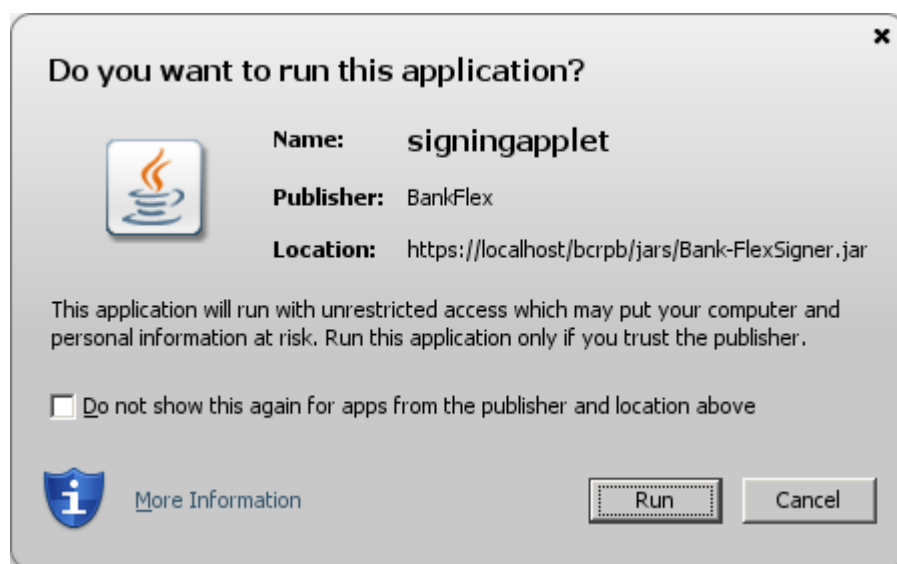 Do you want to run this application?
Name: signingapplet
Publisher: BankFlex
Location: https://localhost/bcrpb/jars/Bank-FlexSigner.jar
This application will run with unrestricted access which may put your computer and
personal information at risk. Run this application only if you trust the publisher.
Do not show this again for apps from the publisher and location above
More Information
Run
Cancel